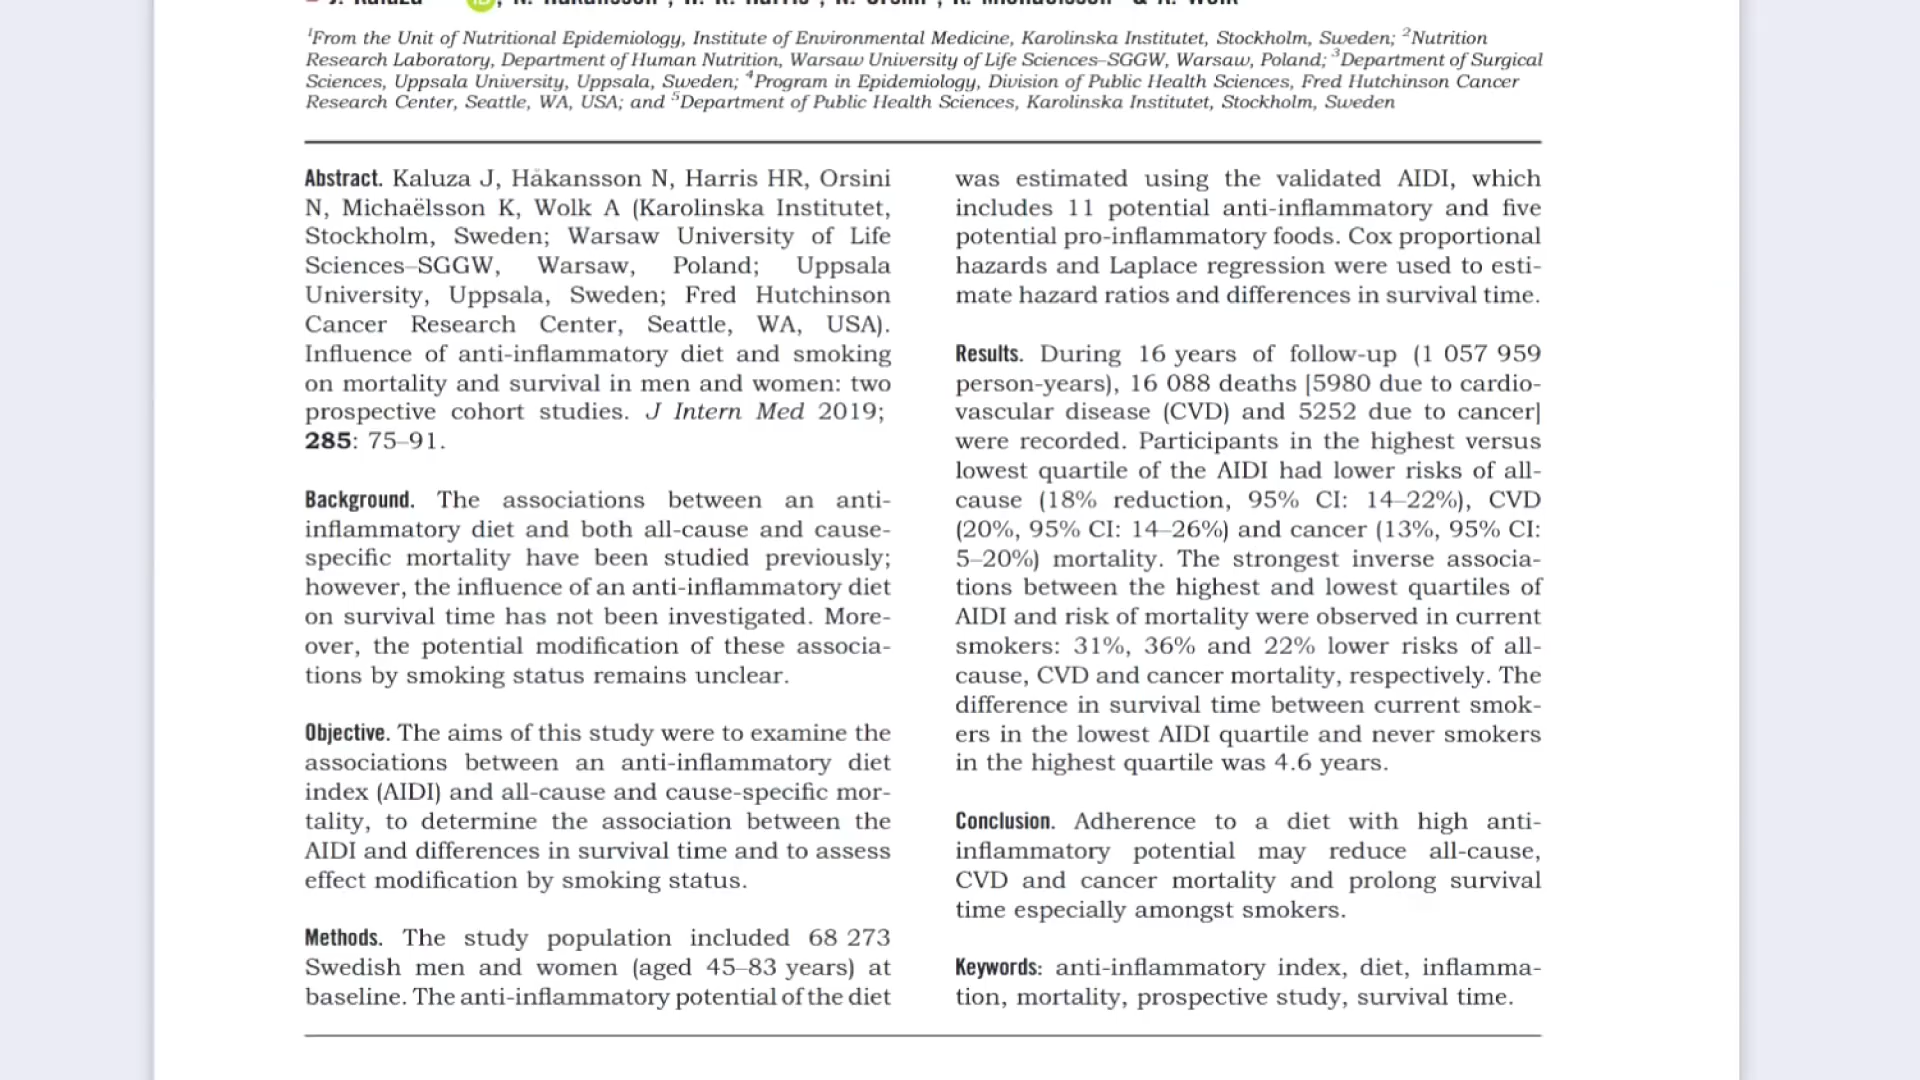 ¹From the Unit of Nutritional Epidemiology, Institute of Environmental Medicine, Karolinska Institutet, Stockholm, Sweden; ²Nutrition
Research Laboratory, Department of Human Nutrition, Warsaw University of Life Sciences–SGGW, Warsaw, Poland; ³Department of Surgical
Sciences, Uppsala University, Uppsala, Sweden; ⁴Program in Epidemiology, Division of Public Health Sciences, Fred Hutchinson Cancer
Research Center, Seattle, WA, USA; and ⁵Department of Public Health Sciences, Karolinska Institutet, Stockholm, Sweden
Abstract. Kaluza J, Håkansson N, Harris HR, Orsini
N, Michaëlsson K, Wolk A (Karolinska Institutet,
Stockholm, Sweden; Warsaw University of Life
Sciences–SGGW, Warsaw, Poland; Uppsala
University, Uppsala, Sweden; Fred Hutchinson
Cancer Research Center, Seattle, WA, USA).
Influence of anti-inflammatory diet and smoking
on mortality and survival in men and women: two
prospective cohort studies. J Intern Med 2019;
285: 75–91.
Background. The associations between an anti-
inflammatory diet and both all-cause and cause-
specific mortality have been studied previously;
however, the influence of an anti-inflammatory diet
on survival time has not been investigated. More-
over, the potential modification of these associa-
tions by smoking status remains unclear.
Objective. The aims of this study were to examine the
associations between an anti-inflammatory diet
index (AIDI) and all-cause and cause-specific mor-
tality, to determine the association between the
AIDI and differences in survival time and to assess
effect modification by smoking status.
Methods. The study population included 68 273
Swedish men and women (aged 45–83 years) at
baseline. The anti-inflammatory potential of the diet
was estimated using the validated AIDI, which
includes 11 potential anti-inflammatory and five
potential pro-inflammatory foods. Cox proportional
hazards and Laplace regression were used to esti-
mate hazard ratios and differences in survival time.
Results. During 16 years of follow-up (1 057 959
person-years), 16 088 deaths [5980 due to cardio-
vascular disease (CVD) and 5252 due to cancer]
were recorded. Participants in the highest versus
lowest quartile of the AIDI had lower risks of all-
cause (18% reduction, 95% CI: 14–22%), CVD
(20%, 95% CI: 14–26%) and cancer (13%, 95% CI:
5–20%) mortality. The strongest inverse associa-
tions between the highest and lowest quartiles of
AIDI and risk of mortality were observed in current
smokers: 31%, 36% and 22% lower risks of all-
cause, CVD and cancer mortality, respectively. The
difference in survival time between current smok-
ers in the lowest AIDI quartile and never smokers
in the highest quartile was 4.6 years.
Conclusion. Adherence to a diet with high anti-
inflammatory potential may reduce all-cause,
CVD and cancer mortality and prolong survival
time especially amongst smokers.
Keywords: anti-inflammatory index, diet, inflamma-
tion, mortality, prospective study, survival time.